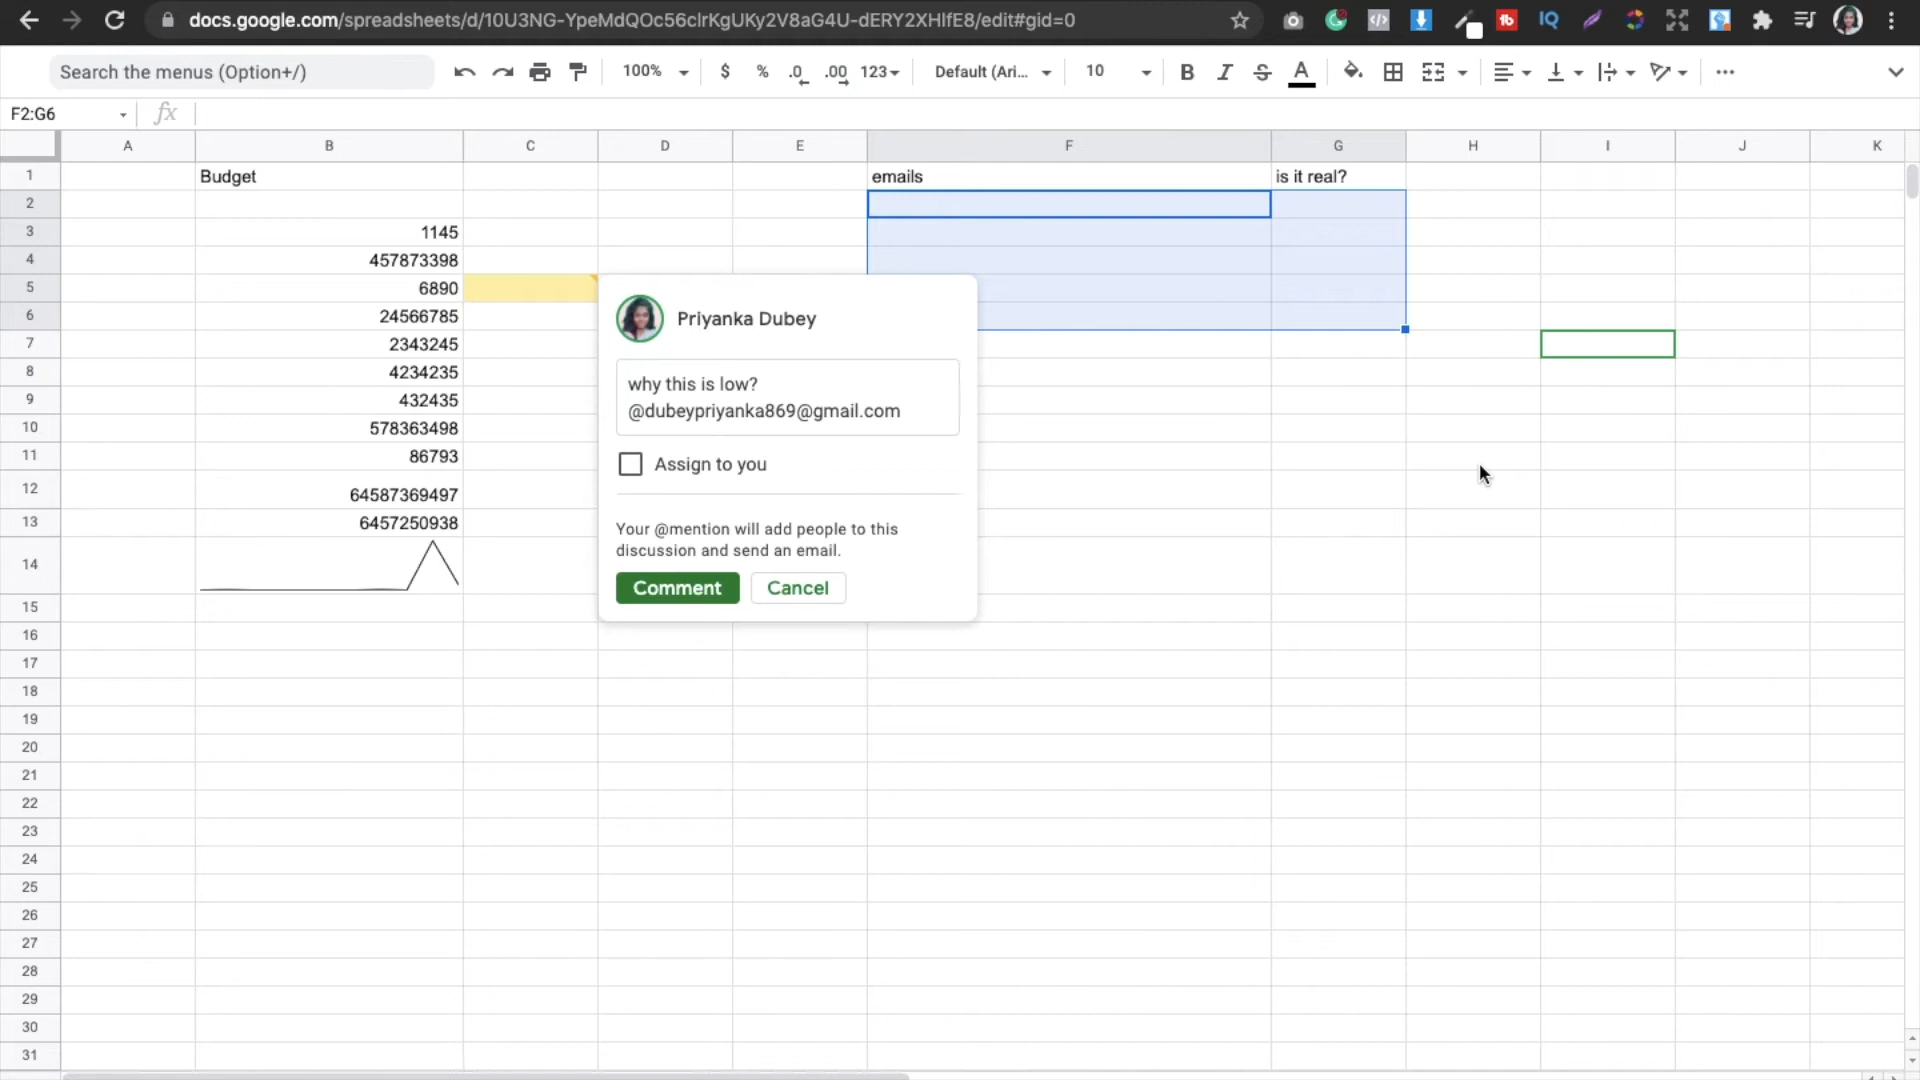 docs.google.com/spreadsheets/d/10U3NG-YpeMdQOc56clrKgUKy2V8aG4U-dERY2XHlfE8/edit#gid=0
Search the menus (Option+/)
100%
$
%
.0
.00
123
Default (Ari...
10
B
I
S
A
F2:G6
fx
A B C D E F G H I J K
1 Budget emails is it real?
2
3 1145
4 457873398
5 6890
6 24566785
7 2343245
8 4234235
9 432435
10 578363498
11 86793
12 64587369497
13 6457250938
14
15
16
17
18
19
20
21
22
23
24
25
26
27
28
29
30
31
Priyanka Dubey
why this is low?
@dubeypriyanka869@gmail.com
Assign to you
Your @mention will add people to this
discussion and send an email.
Comment Cancel